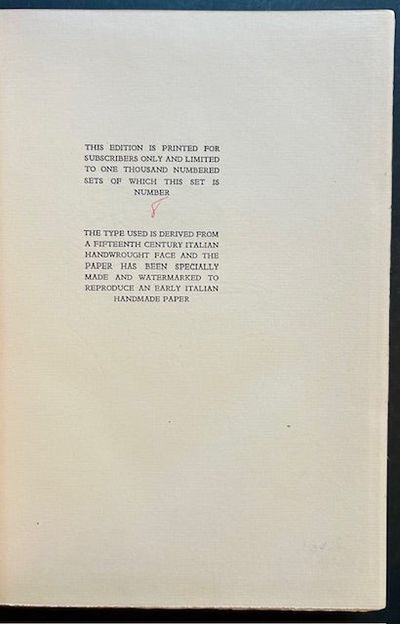 THIS EDITION IS PRINTED FOR
SUBSCRIBERS ONLY AND LIMITED
TO ONE THOUSAND NUMBERED
SETS OF WHICH THIS SET IS
NUMBER
8
THE TYPE USED IS DERIVED FROM
A FIFTEENTH CENTURY ITALIAN
HANDWROUGHT FACE AND THE
PAPER HAS BEEN SPECIALLY
MADE AND WATERMARKED TO
REPRODUCE AN EARLY ITALIAN
HANDMADE PAPER